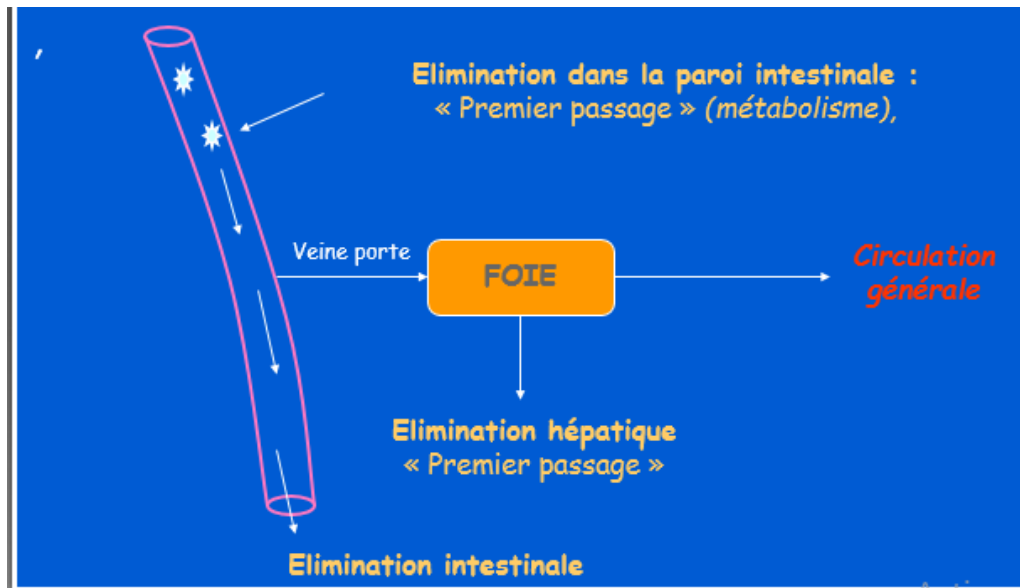 Elimination dans la paroi intestinale :
« Premier passage » (métabolisme),
Veine porte
FOIE
Circulation
générale
Elimination hépatique
« Premier passage »
Elimination intestinale